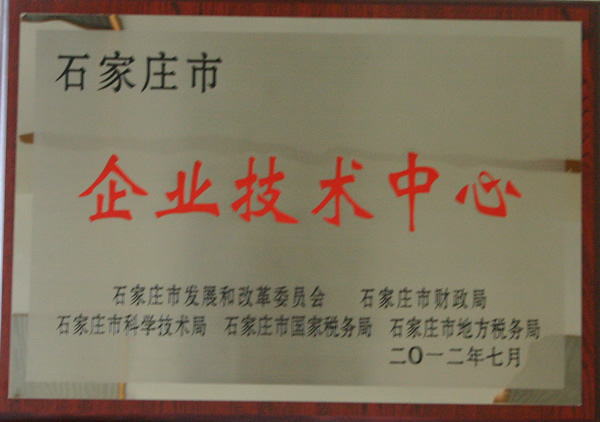 石家庄市
企业技术中心
石家庄市发展和改革委员会 石家庄市财政局
石家庄市科学技术局 石家庄市国家税务局 石家庄市地方税务局
二〇一二年七月